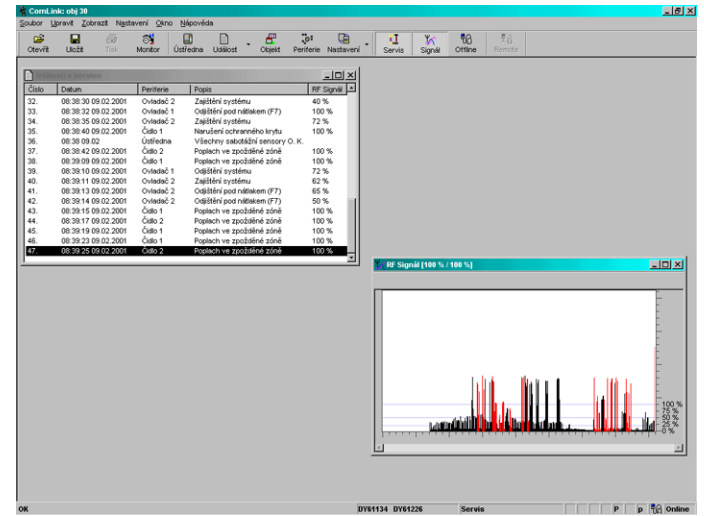 ComLink: obj 30
Soubor Upravit Zobrazit Nastavení Okno Nápověda
Otevřít Uložit Tisk Monitor Ústředna Událost Objekt Periferie Nastavení Servis Signál Offline Remote
Číslo Datum Periferie Popis RF Signál
32. 08:38:30 09.02.2001 Ovladač 2 Zajištění systému 40 %
33. 08:38:32 09.02.2001 Ovladač 1 Odjištění pod nátlakem (F7) 100 %
34. 08:38:35 09.02.2001 Ovladač 2 Zajištění systému 72 %
35. 08:38:40 09.02.2001 Čidlo 1 Narušení ochranného krytu 100 %
36. 08:38 09.02 Ústředna Všechny sabotážní sensory O. K.
37. 08:38:42 09.02.2001 Čidlo 2 Poplach ve zpožděné zóně 100 %
38. 08:39:09 09.02.2001 Čidlo 1 Poplach ve zpožděné zóně 100 %
39. 08:39:10 09.02.2001 Ovladač 1 Odjištění systému 72 %
40. 08:39:11 09.02.2001 Ovladač 2 Zajištění systému 62 %
41. 08:39:13 09.02.2001 Ovladač 2 Odjištění pod nátlakem (F7) 65 %
42. 08:39:14 09.02.2001 Ovladač 2 Odjištění pod nátlakem (F7) 50 %
43. 08:39:15 09.02.2001 Čidlo 1 Poplach ve zpožděné zóně 100 %
44. 08:39:17 09.02.2001 Čidlo 2 Poplach ve zpožděné zóně 100 %
45. 08:39:19 09.02.2001 Čidlo 1 Poplach ve zpožděné zóně 100 %
46. 08:39:23 09.02.2001 Čidlo 1 Poplach ve zpožděné zóně 100 %
47. 08:39:25 09.02.2001 Čidlo 2 Poplach ve zpožděné zóně 100 %
RF Signál [100 % / 100 %]
100 %
75 %
50 %
25 %
0 %
OK DY61134 DY61226 Servis P p Online